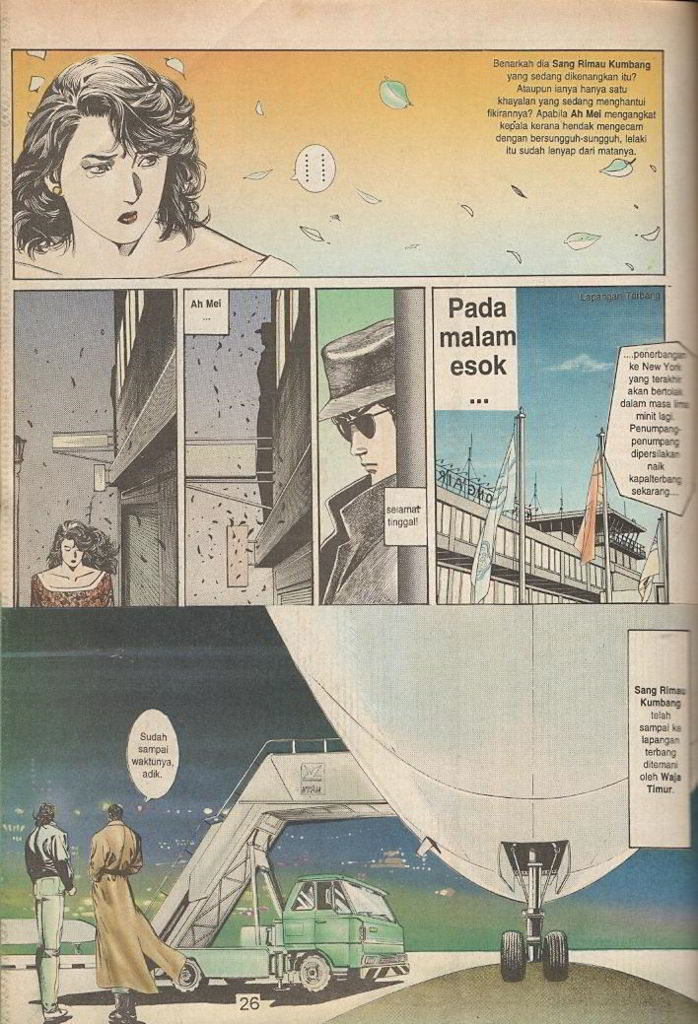 Benarkah dia Sang Rimau Kumbang
yang sedang dikenangkan itu?
Ataupun ianya hanya satu
khayalan yang sedang menghantui
fikirannya? Apabila Ah Mei mengangkat
kepala kerana hendak mengecam
dengan bersungguh-sungguh, lelaki
itu sudah lenyap dari matanya.
Ah Mei
...
selamat
tinggal!
Pada
malam
esok
...
Lapangan Terbang
....penerbangan
ke New York
yang terakhir
akan bertolak
dalam masa lima
minit lagi.
Penumpang-
penumpang
dipersilakan
naik
kapalterbang
sekarang...
Sudah
sampai
waktunya,
adik.
Sang Rimau
Kumbang
telah
sampai ke
lapangan
terbang
ditemani
oleh Waja
Timur.
26